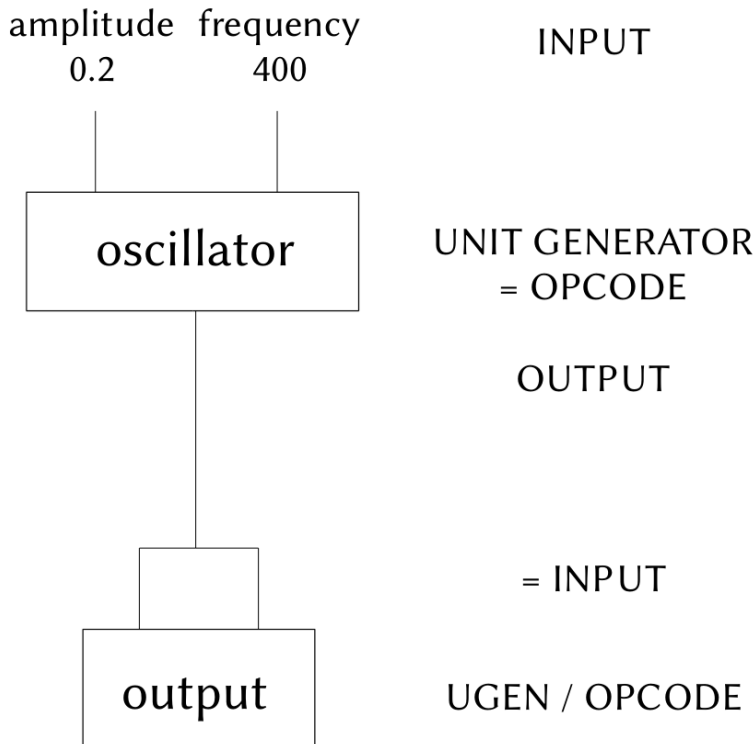 amplitude frequency INPUT
0.2 400
oscillator UNIT GENERATOR
= OPCODE
OUTPUT
= INPUT
output UGEN / OPCODE